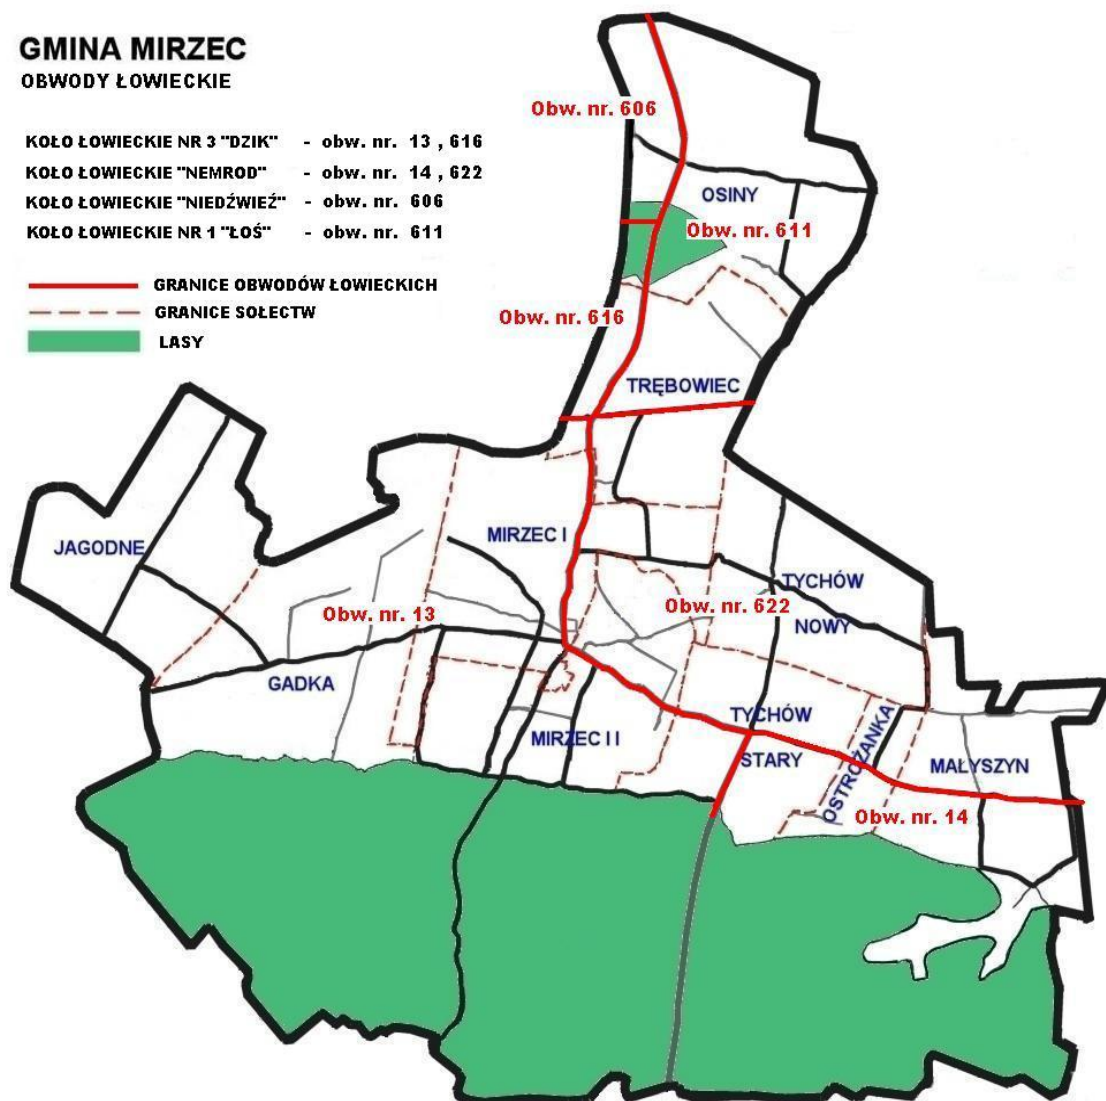 GMINA MIRZEC
OBWODY ŁOWIECKIE
KOŁO ŁOWIECKIE NR 3 "DZIK" - obw. nr. 13 , 616
KOŁO ŁOWIECKIE "NEMROD" - obw. nr. 14 , 622
KOŁO ŁOWIECKIE "NIEDŹWIEŹ" - obw. nr. 606
KOŁO ŁOWIECKIE NR 1 "ŁOŚ" - obw. nr. 611
GRANICE OBWODÓW ŁOWIECKICH
GRANICE SOŁECTW
LASY
Obw. nr. 606
OSINY
Obw. nr. 611
Obw. nr. 616
TRĘBOWIEC
MIRZEC I
JAGODNE
TYCHÓW
NOWY
Obw. nr. 13
Obw. nr. 622
GADKA
TYCHÓW
STARY
MIRZEC II
OSTROŻANKA
MAŁYSZYN
Obw. nr. 14